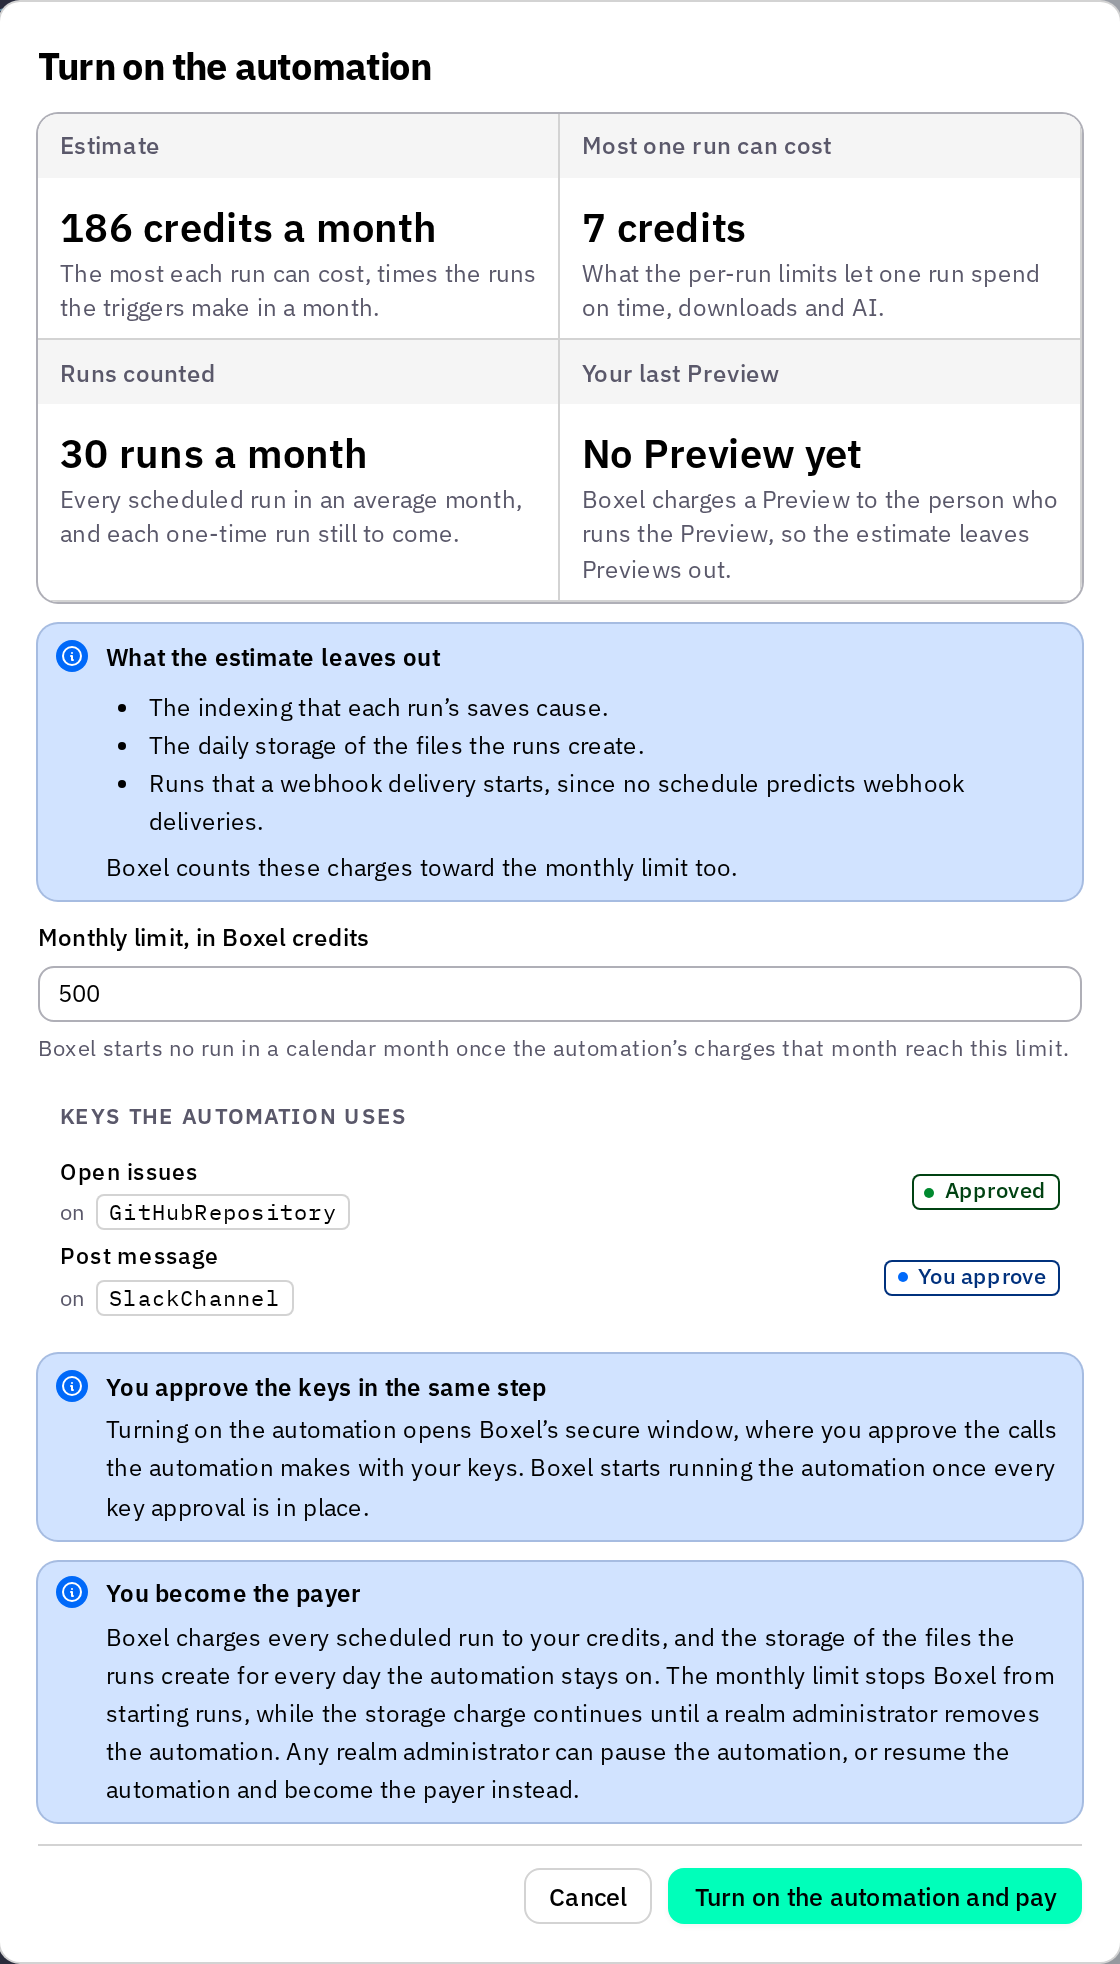 Turn on the automation
Estimate
186 credits a month
The most each run can cost, times the runs
the triggers make in a month.
Most one run can cost
7 credits
What the per-run limits let one run spend
on time, downloads and AI.
Runs counted
30 runs a month
Every scheduled run in an average month,
and each one-time run still to come.
Your last Preview
No Preview yet
Boxel charges a Preview to the person who
runs the Preview, so the estimate leaves
Previews out.
What the estimate leaves out
• The indexing that each run’s saves cause.
• The daily storage of the files the runs create.
• Runs that a webhook delivery starts, since no schedule predicts webhook
deliveries.
Boxel counts these charges toward the monthly limit too.
Monthly limit, in Boxel credits
500
Boxel starts no run in a calendar month once the automation’s charges that month reach this limit.
KEYS THE AUTOMATION USES
Open issues
on GitHubRepository
Approved
Post message
on SlackChannel
You approve
You approve the keys in the same step
Turning on the automation opens Boxel’s secure window, where you approve the calls
the automation makes with your keys. Boxel starts running the automation once every
key approval is in place.
You become the payer
Boxel charges every scheduled run to your credits, and the storage of the files the
runs create for every day the automation stays on. The monthly limit stops Boxel from
starting runs, while the storage charge continues until a realm administrator removes
the automation. Any realm administrator can pause the automation, or resume the
automation and become the payer instead.
Cancel
Turn on the automation and pay